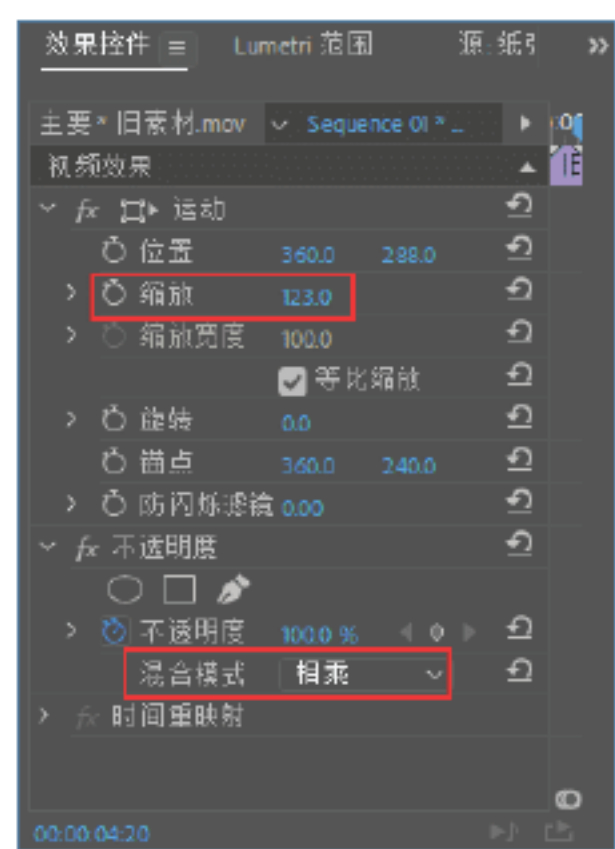 效果控件 ≡ Lumetri 范围 源: 纸 »
主要 * 旧素材.mov Sequence 01 * ...
视频效果
fx 运动
位置 360.0 288.0
缩放 123.0
缩放宽度 100.0
等比缩放
旋转 0.0
锚点 360.0 240.0
防闪烁滤镜 0.00
fx 不透明度
不透明度 100.0 %
混合模式 相乘
fx 时间重映射
00:00:04:20